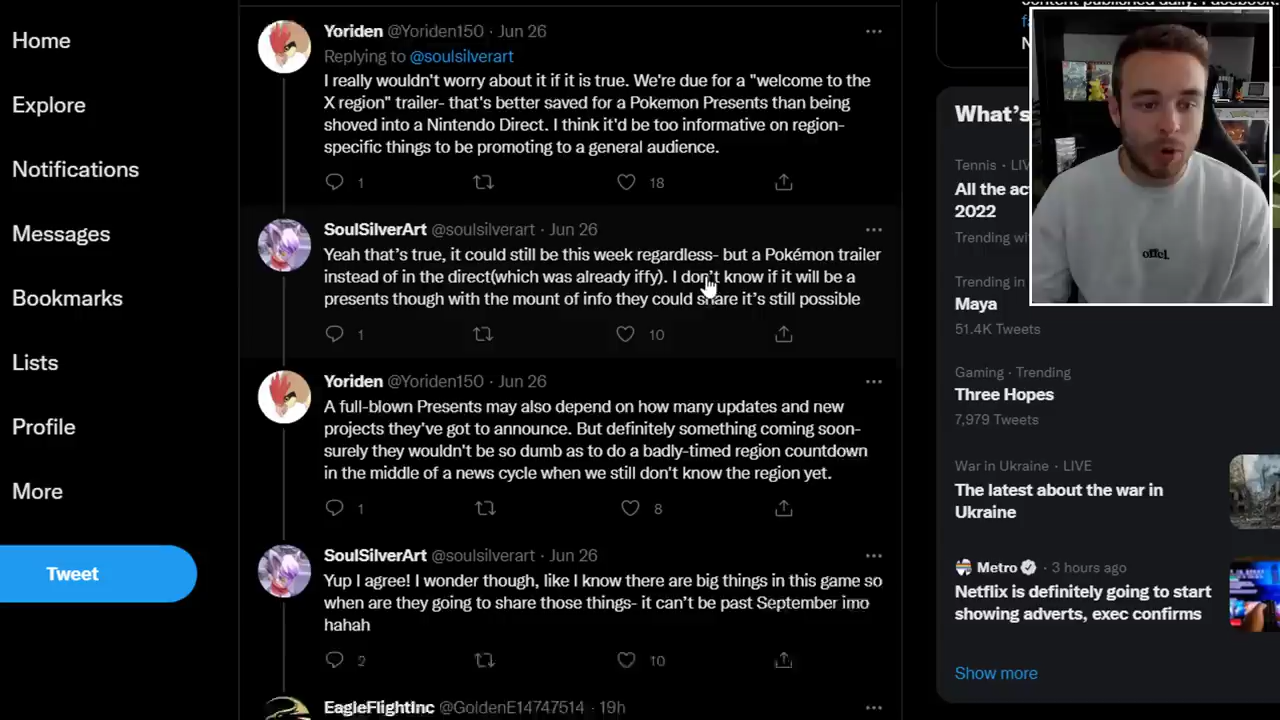 Home
Explore
Notifications
Messages
Bookmarks
Lists
Profile
More
Tweet
Yoriden @Yoriden150 · Jun 26
Replying to @soulsilverart
I really wouldn't worry about it if it is true. We're due for a "welcome to the
X region" trailer- that's better saved for a Pokemon Presents than being
shoved into a Nintendo Direct. I think it'd be too informative on region-
specific things to be promoting to a general audience.
1
18
SoulSilverArt @soulsilverart · Jun 26
Yeah that's true, it could still be this week regardless- but a Pokémon trailer
instead of in the direct(which was already iffy). I don't know if it will be a
presents though with the mount of info they could share it's still possible
1
10
Yoriden @Yoriden150 · Jun 26
A full-blown Presents may also depend on how many updates and new
projects they've got to announce. But definitely something coming soon-
surely they wouldn't be so dumb as to do a badly-timed region countdown
in the middle of a news cycle when we still don't know the region yet.
1
8
SoulSilverArt @soulsilverart · Jun 26
Yup I agree! I wonder though, like I know there are big things in this game so
when are they going to share those things- it can't be past September imo
hahah
2
10
EagleFlightInc @GoldenE14747514 · 19h
content published daily.
What's
Tennis · LIV
All the ac
2022
Trending wi
Trending in
Maya
51.4K Tweets
Gaming · Trending
Three Hopes
7,979 Tweets
War in Ukraine · LIVE
The latest about the war in
Ukraine
Metro · 3 hours ago
Netflix is definitely going to start
showing adverts, exec confirms
Show more